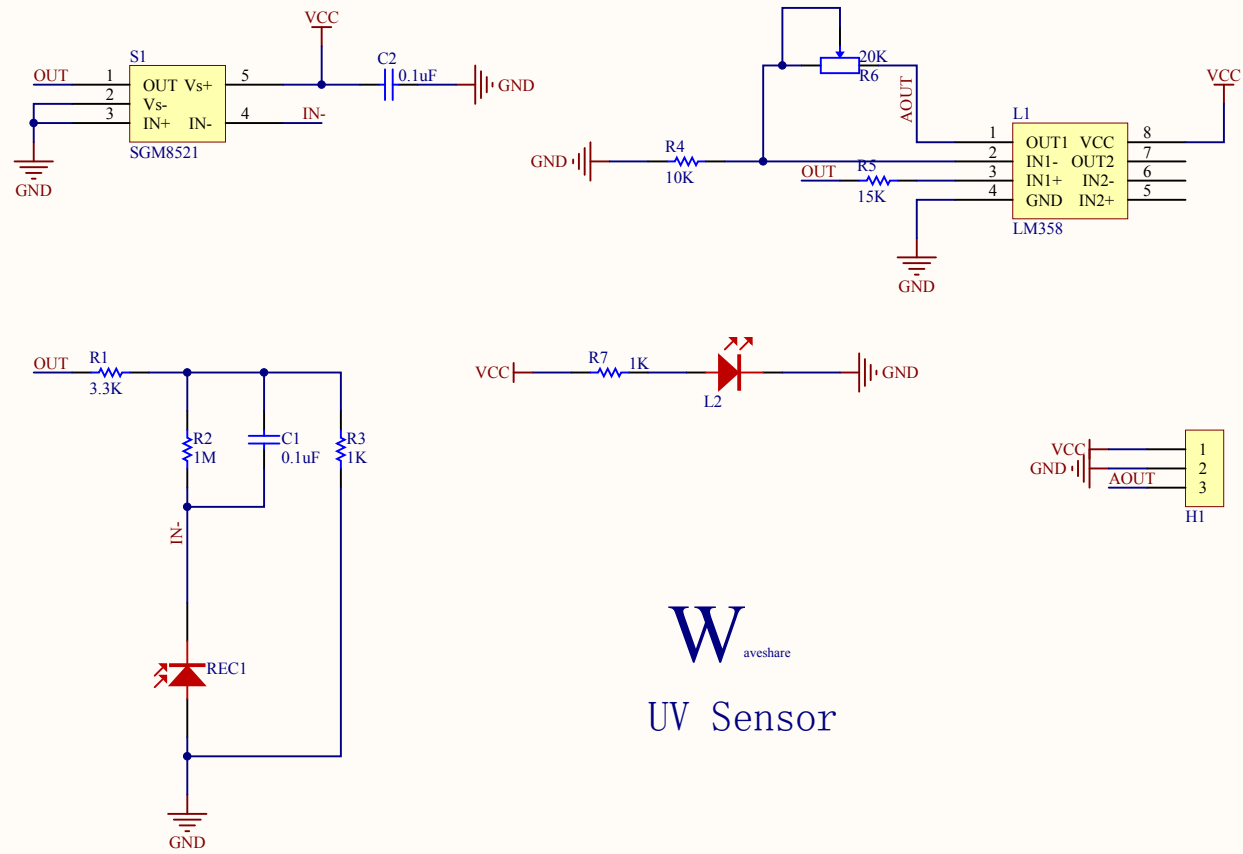 VCC
S1
OUT 1 OUT Vs+ 5
2 Vs-
3 IN+ IN- 4 IN-
SGM8521
GND
C2
0.1uF
GND
20K
R6
AOUT
VCC
L1
1 OUT1 VCC 8
2 IN1- OUT2 7
3 IN1+ IN2- 6
4 GND IN2+ 5
LM358
GND
R4
10K
OUT
R5
15K
GND
OUT
R1
3.3K
R2
1M
C1
0.1uF
R3
1K
IN-
REC1
GND
VCC
R7
1K
L2
GND
VCC 1
GND 2
AOUT 3
H1
Waveshare
UV Sensor